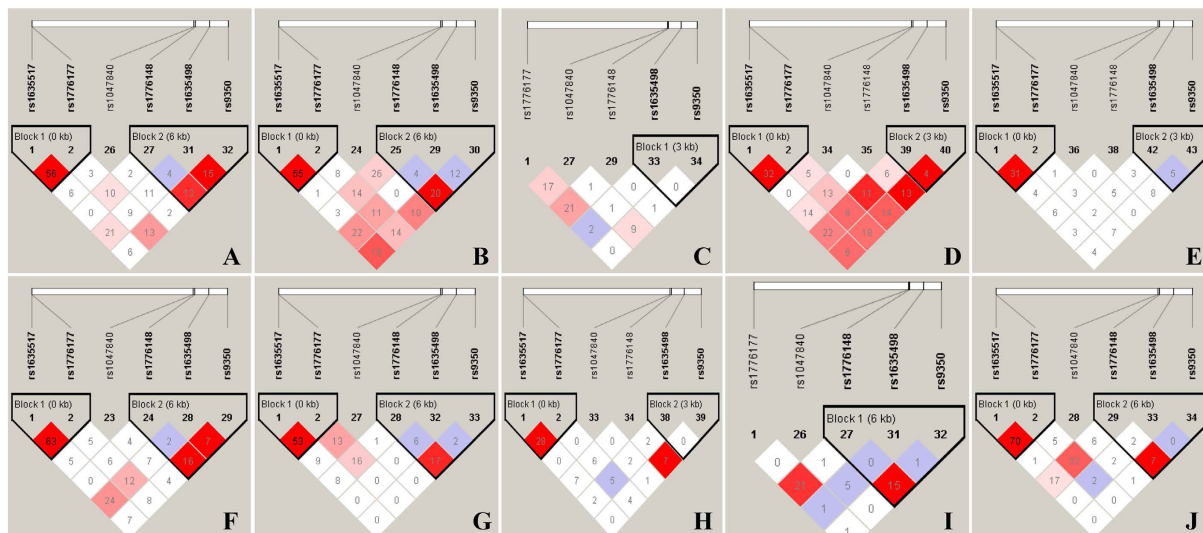 rs1635517 rs1776177 rs1047840 rs1776148 rs1635498 rs9350
Block 1 (0 kb) Block 2 (6 kb)
1 2 26 27 31 32
56 3 2 4 15
6 10 11 13
0 9 2
21 13
6
A
rs1635517 rs1776177 rs1047840 rs1776148 rs1635498 rs9350
Block 1 (0 kb) Block 2 (6 kb)
1 2 24 25 29 30
55 8 26 4 12
1 14 0 20
3 11 18
22 14
B
rs1776177 rs1047840 rs1776148 rs1635498 rs9350
Block 1 (3 kb)
1 27 29 33 34
17 1 0 0
21 1 1
2 9
0
C
rs1635517 rs1776177 rs1047840 rs1776148 rs1635498 rs9350
Block 1 (0 kb) Block 2 (3 kb)
1 2 34 35 39 40
32 5 6 4
13 11 13
14
22 18
6
D
rs1635517 rs1776177 rs1047840 rs1776148 rs1635498 rs9350
Block 1 (0 kb) Block 2 (3 kb)
1 2 36 38 42 43
31 1 0 3 5
4 3 5 8
3 7
4
E
rs1635517 rs1776177 rs1047840 rs1776148 rs1635498 rs9350
Block 1 (0 kb) Block 2 (6 kb)
1 2 23 24 28 29
63 5 4 2 7
5 6 7 16
0 12 4
24 8
7
F
rs1635517 rs1776177 rs1047840 rs1776148 rs1635498 rs9350
Block 1 (0 kb) Block 2 (6 kb)
1 2 27 28 32 33
53 13 1 6 2
9 16 0 17
8 0 0
0 0
0
G
rs1635517 rs1776177 rs1047840 rs1776148 rs1635498 rs9350
Block 1 (0 kb) Block 2 (3 kb)
1 2 33 34 38 39
28 0 0 2 0
0 6 2 7
0 5 2
0 4
0
H
rs1776177 rs1047840 rs1776148 rs1635498 rs9350
Block 1 (6 kb)
1 26 27 31 32
0 1 0 1
21 5 15
1 0
1
I
rs1635517 rs1776177 rs1047840 rs1776148 rs1635498 rs9350
Block 1 (0 kb) Block 2 (6 kb)
1 2 28 29 33 34
70 5 6 2 0
1 2 7
17 2 1
0 3
0
J